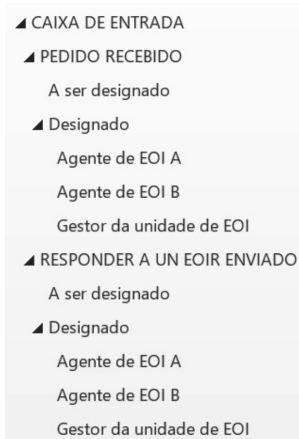 CAIXA DE ENTRADA
PEDIDO RECEBIDO
A ser designado
Designado
Agente de EOI A
Agente de EOI B
Gestor da unidade de EOI
RESPONDER A UN EOIR ENVIADO
A ser designado
Designado
Agente de EOI A
Agente de EOI B
Gestor da unidade de EOI